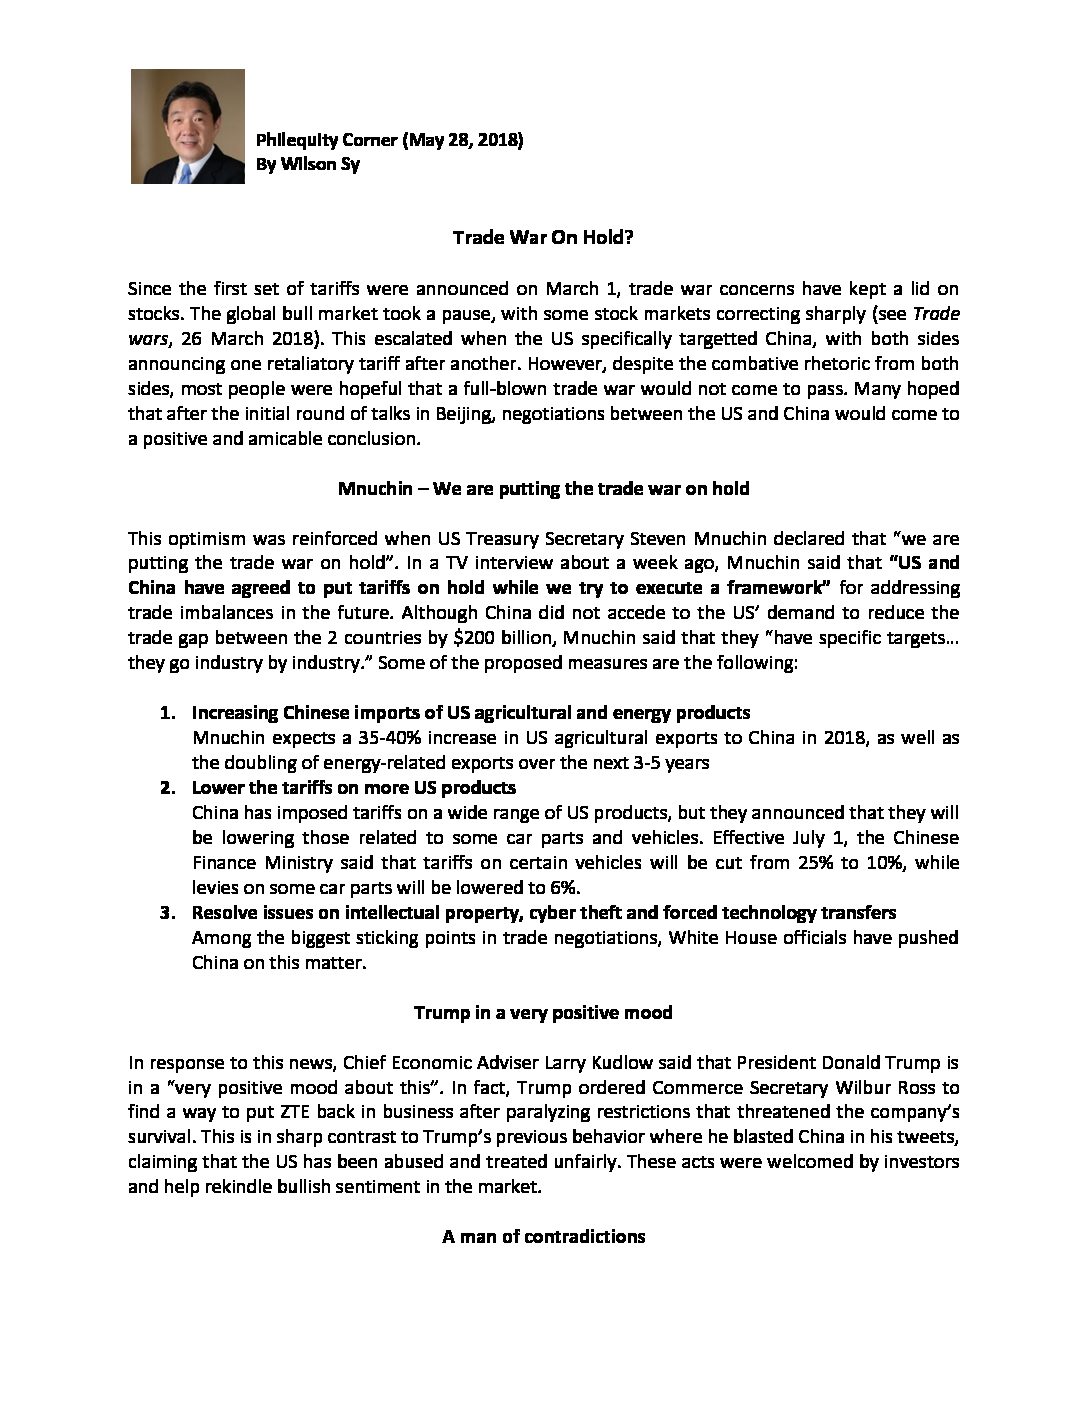 Philequity Corner (May 28, 2018)
By Wilson Sy
Trade War On Hold?
Since the first set of tariffs were announced on March 1, trade war concerns have kept a lid on
stocks. The global bull market took a pause, with some stock markets correcting sharply (see Trade
wars, 26 March 2018). This escalated when the US specifically targetted China, with both sides
announcing one retaliatory tariff after another. However, despite the combative rhetoric from both
sides, most people were hopeful that a full-blown trade war would not come to pass. Many hoped
that after the initial round of talks in Beijing, negotiations between the US and China would come to
a positive and amicable conclusion.
Mnuchin – We are putting the trade war on hold
This optimism was reinforced when US Treasury Secretary Steven Mnuchin declared that “we are
putting the trade war on hold”. In a TV interview about a week ago, Mnuchin said that “US and
China have agreed to put tariffs on hold while we try to execute a framework” for addressing
trade imbalances in the future. Although China did not accede to the US’ demand to reduce the
trade gap between the 2 countries by $200 billion, Mnuchin said that they “have specific targets…
they go industry by industry.” Some of the proposed measures are the following:
1. Increasing Chinese imports of US agricultural and energy products
Mnuchin expects a 35-40% increase in US agricultural exports to China in 2018, as well as
the doubling of energy-related exports over the next 3-5 years
2. Lower the tariffs on more US products
China has imposed tariffs on a wide range of US products, but they announced that they will
be lowering those related to some car parts and vehicles. Effective July 1, the Chinese
Finance Ministry said that tariffs on certain vehicles will be cut from 25% to 10%, while
levies on some car parts will be lowered to 6%.
3. Resolve issues on intellectual property, cyber theft and forced technology transfers
Among the biggest sticking points in trade negotiations, White House officials have pushed
China on this matter.
Trump in a very positive mood
In response to this news, Chief Economic Adviser Larry Kudlow said that President Donald Trump is
in a “very positive mood about this”. In fact, Trump ordered Commerce Secretary Wilbur Ross to
find a way to put ZTE back in business after paralyzing restrictions that threatened the company’s
survival. This is in sharp contrast to Trump’s previous behavior where he blasted China in his tweets,
claiming that the US has been abused and treated unfairly. These acts were welcomed by investors
and help rekindle bullish sentiment in the market.
A man of contradictions